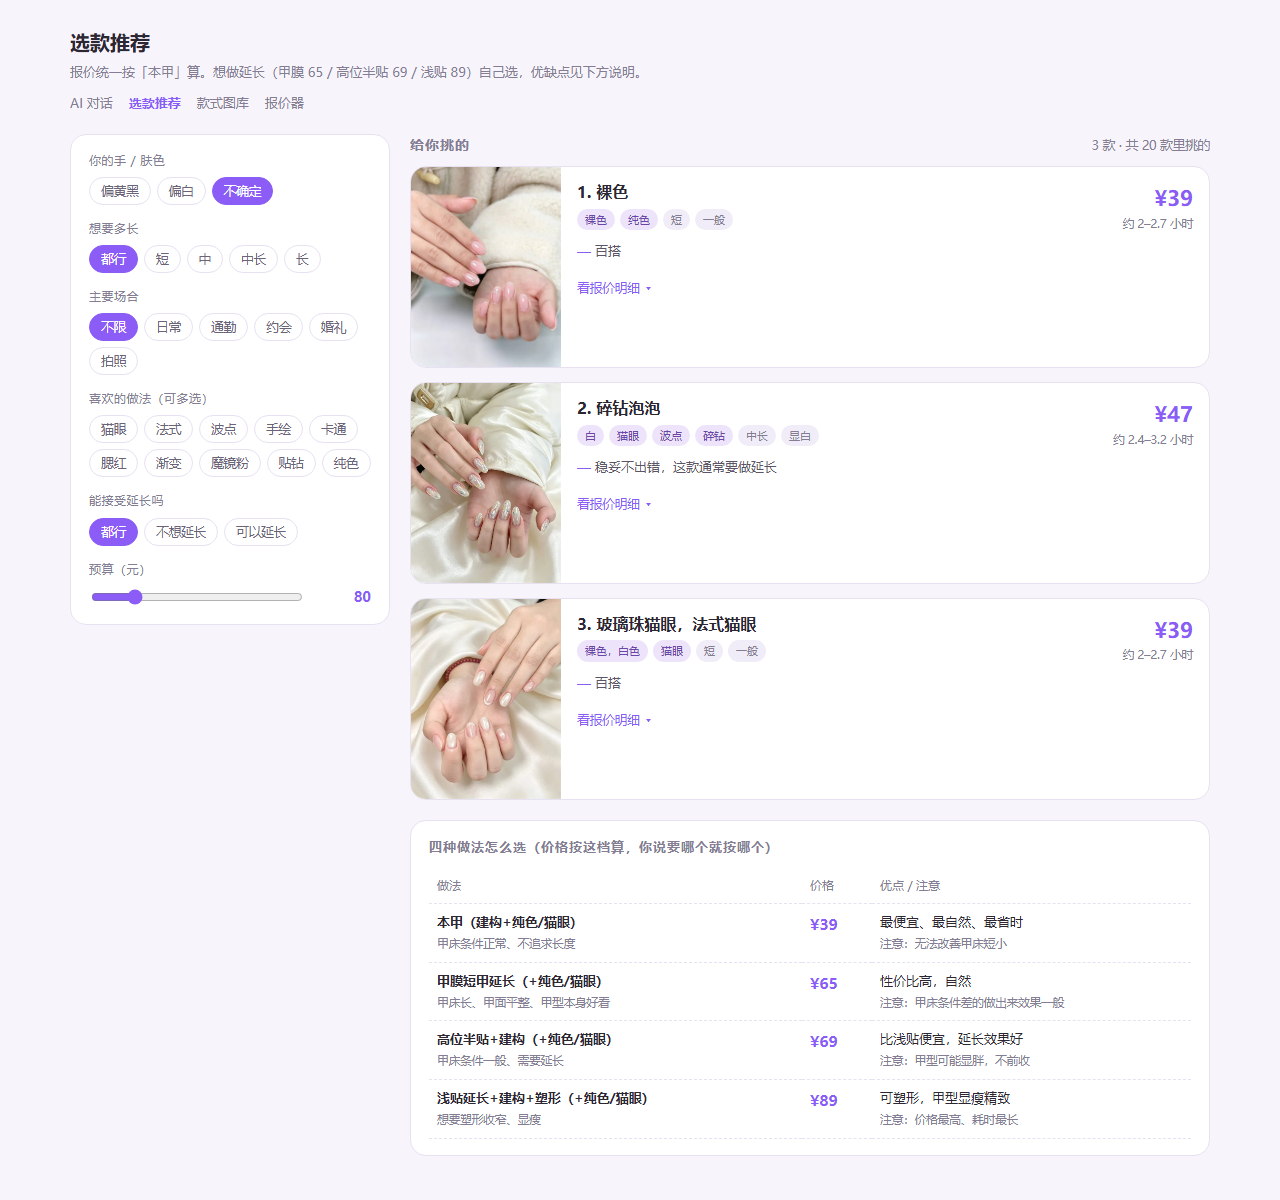 选款推荐
报价统一按「本甲」算。想做延长（甲膜 65 / 高位半贴 69 / 浅贴 89）自己选，优缺点见下方说明。
AI 对话 选款推荐 款式图库 报价器
你的手 / 肤色
偏黄黑 偏白 不确定
想要多长
都行 短 中 中长 长
主要场合
不限 日常 通勤 约会 婚礼
拍照
喜欢的做法（可多选）
猫眼 法式 波点 手绘 卡通
腮红 渐变 魔镜粉 贴钻 纯色
能接受延长吗
都行 不想延长 可以延长
预算（元）
80
给你挑的 3 款 · 共 20 款里挑的
1. 裸色
¥39
裸色 纯色 短 一般
约 2–2.7 小时
— 百搭
看报价明细
2. 碎钻泡泡
¥47
白 猫眼 波点 碎钻 中长 显白
约 2.4–3.2 小时
— 稳妥不出错，这款通常要做延长
看报价明细
3. 玻璃珠猫眼，法式猫眼
¥39
裸色，白色 猫眼 短 一般
约 2–2.7 小时
— 百搭
看报价明细
四种做法怎么选（价格按这档算，你说要哪个就按哪个）
做法 价格 优点 / 注意
本甲（建构+纯色/猫眼） ¥39 最便宜、最自然、最省时
甲床条件正常、不追求长度 注意：无法改善甲床短小
甲膜短甲延长（+纯色/猫眼） ¥65 性价比高，自然
甲床长、甲面平整、甲型本身好看 注意：甲床条件差的做出来效果一般
高位半贴+建构（+纯色/猫眼） ¥69 比浅贴便宜，延长效果好
甲床条件一般、需要延长 注意：甲型可能显胖，不前收
浅贴延长+建构+塑形（+纯色/猫眼） ¥89 可塑形，甲型显瘦精致
想要塑形收窄、显瘦 注意：价格最高、耗时最长